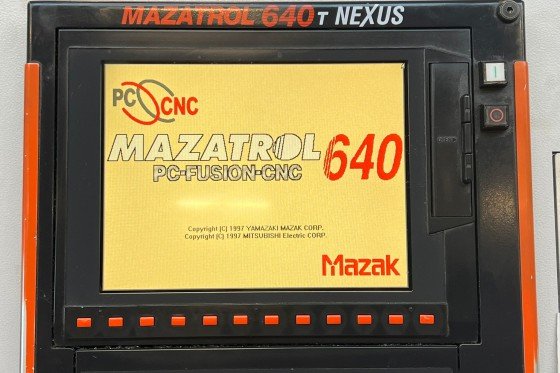 MAZATROL 640T NEXUS
PC CNC
MAZATROL 640
PC-FUSION-CNC
Copyright (C) 1997 YAMAZAKI MAZAK CORP.
Copyright (C) 1997 MITSUBISHI Electric CORP.
Mazak